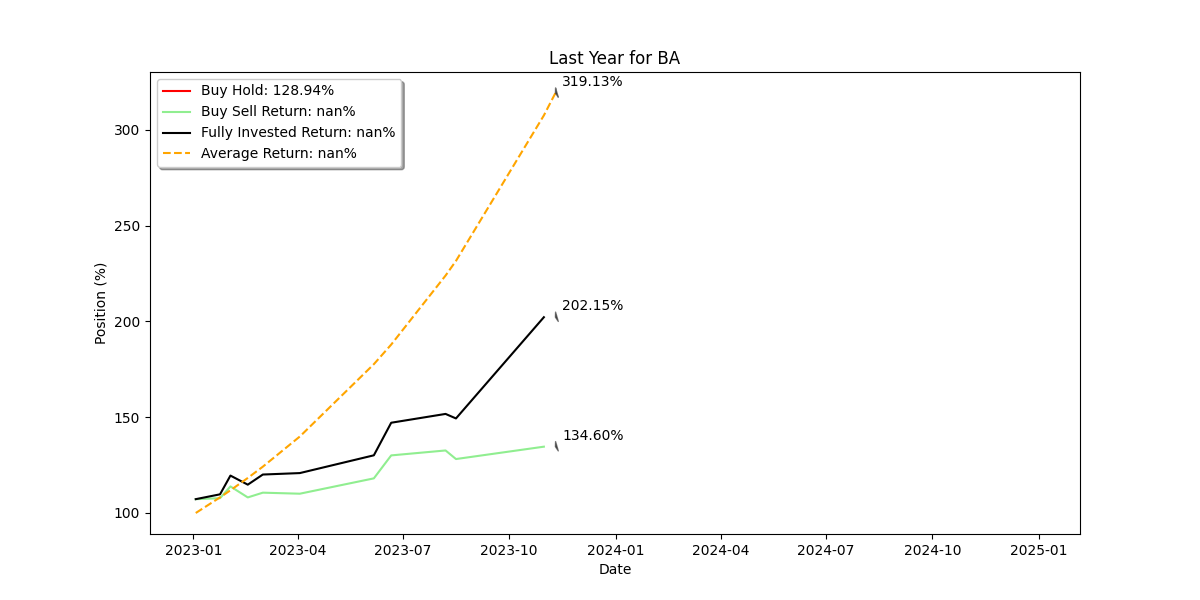 Last Year for BA
Buy Hold: 128.94%
Buy Sell Return: nan%
Fully Invested Return: nan%
Average Return: nan%
319.13%
202.15%
134.60%
Position (%)
300
250
200
150
100
2023-01
2023-04
2023-07
2023-10
2024-01
2024-04
2024-07
2024-10
2025-01
Date